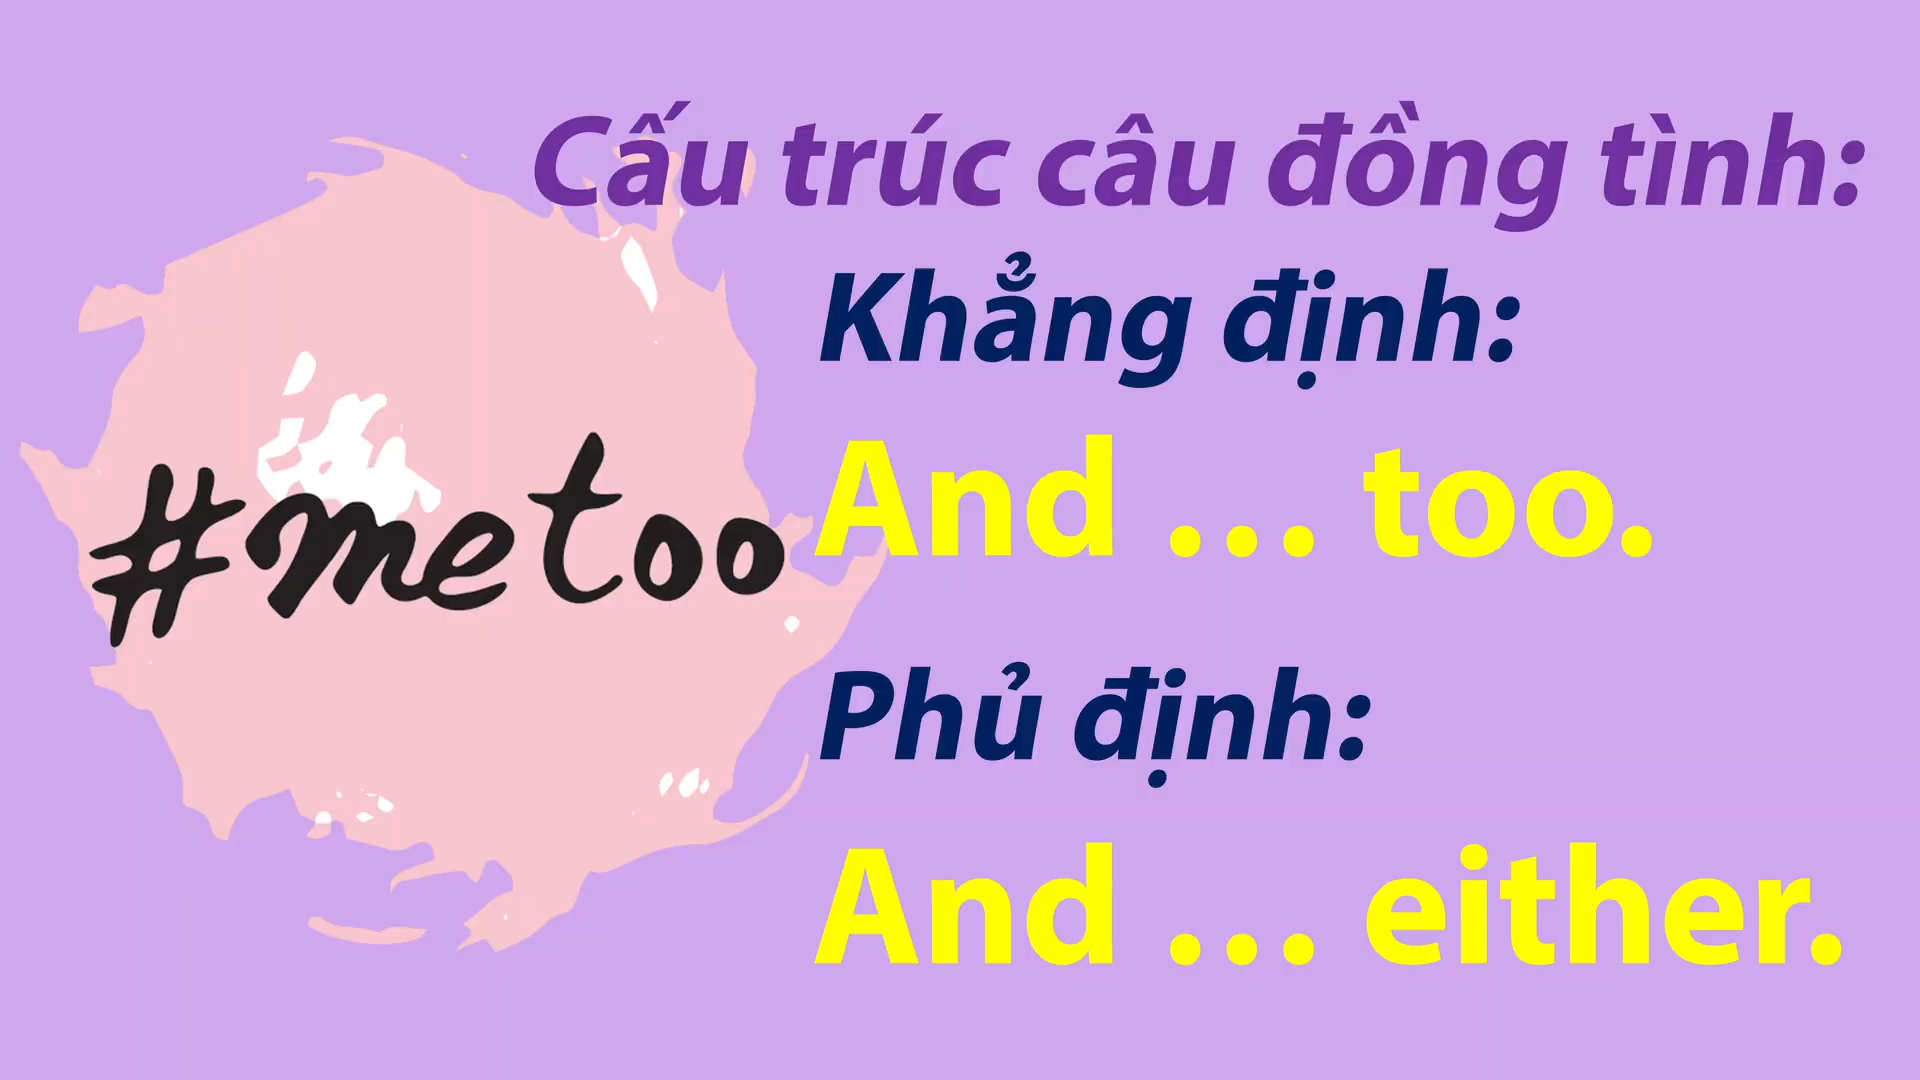 Cấu trúc câu đồng tình:
Khẳng định:
And ... too.
#metoo
Phủ định:
And ... either.